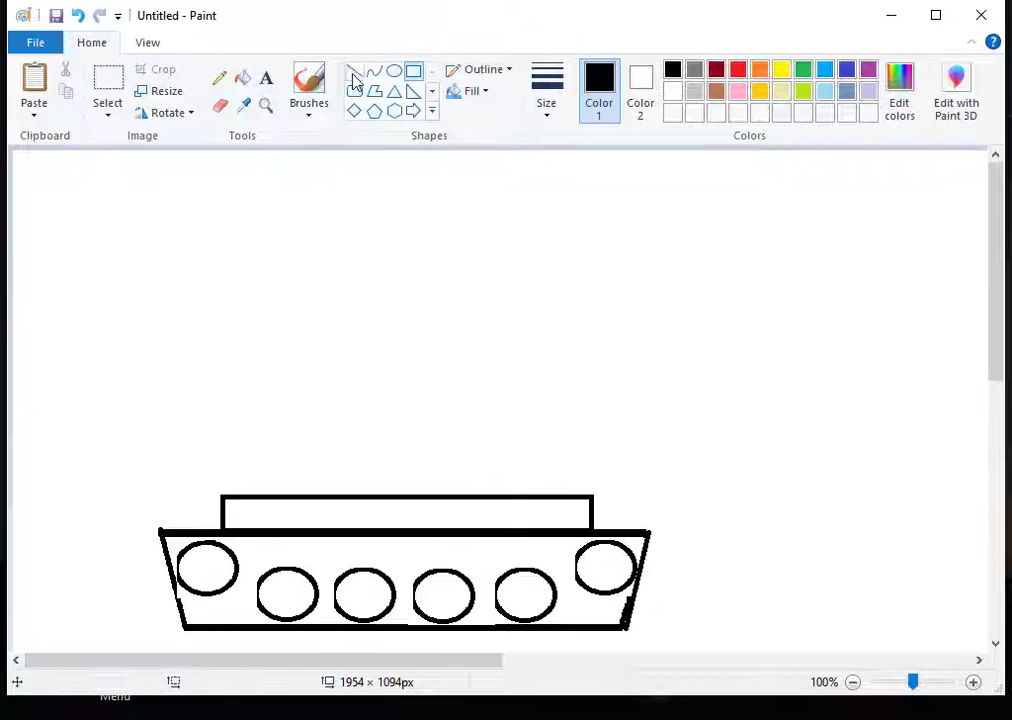 Untitled - Paint
File Home View
Paste
Clipboard
Select
Crop
Resize
Rotate
Image
A
Tools
Brushes
Shapes
Outline
Fill
Size
Color 1
Color 2
Colors
Edit colors
Edit with Paint 3D
1954 × 1094px
100%
Menu